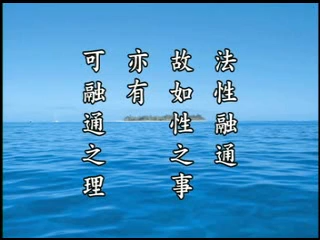 法性融通
故如性之事
亦有
可融通之理